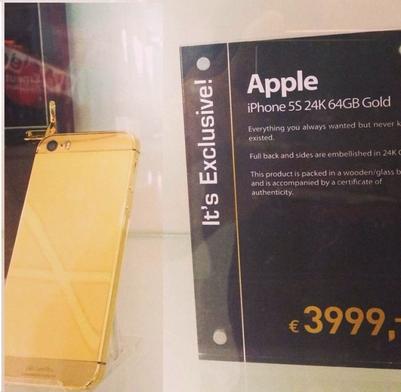 It's Exclusive!
Apple
iPhone 5S 24K 64GB Gold
Everything you always wanted but never
existed.
Full back and sides are embellished in 24K
This product is packed in a wooden/glass
and is accompanied by a certificate of
authenticity.
€ 3999,-